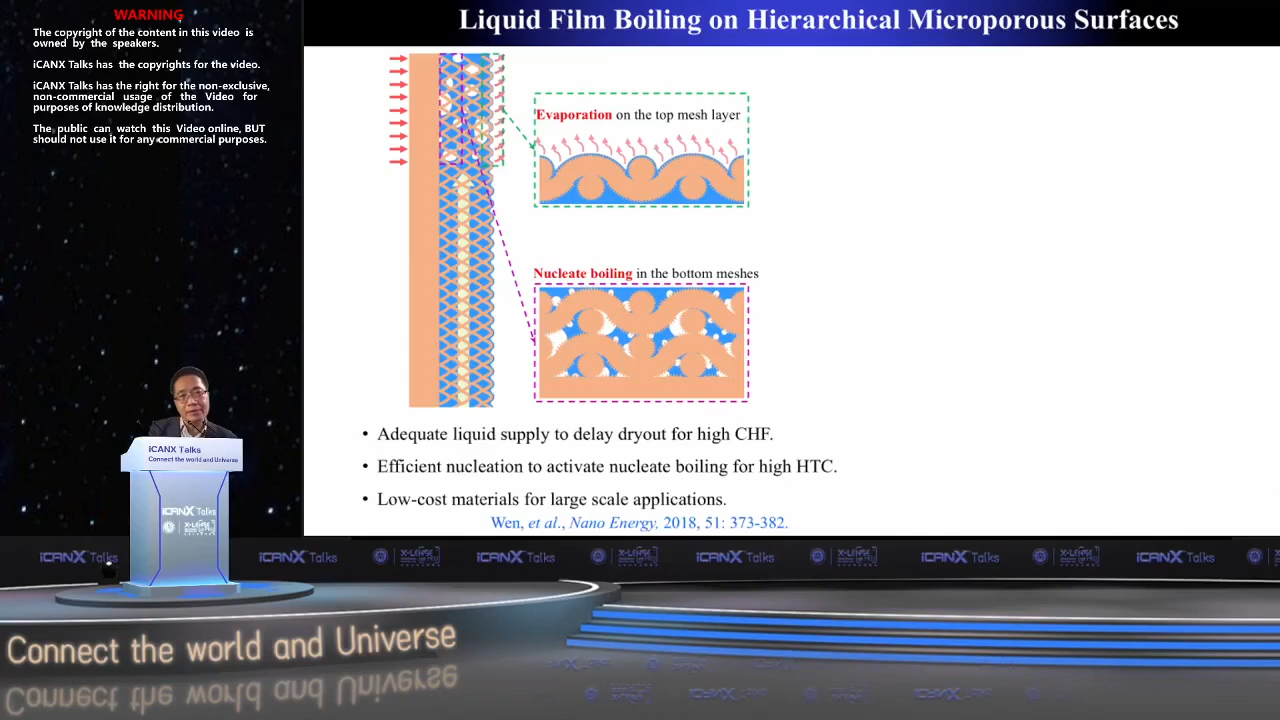 WARNING
The copyright of the content in this video is
owned by the speakers.
iCANX Talks has the copyrights for the video.
iCANX Talks has the right for the non-exclusive,
non-commercial usage of the Video for
purposes of knowledge distribution.
The public can watch this Video online, BUT
should not use it for any commercial purposes.
Liquid Film Boiling on Hierarchical Microporous Surfaces
Evaporation on the top mesh layer
Nucleate boiling in the bottom meshes
• Adequate liquid supply to delay dryout for high CHF.
• Efficient nucleation to activate nucleate boiling for high HTC.
• Low-cost materials for large scale applications.
Wen, et al., Nano Energy, 2018, 51: 373-382.
iCANX Talks
Connect the world and Universe
iCANX Talks
X-LENSE
iCANX Talks
iCANX Talks
X-LENSE
iCANX Talks
X-LENSE
iCANX Talks
X-LENSE
iCANX Talks
X-LENSE
iCANX Talks
Connect the world and Universe